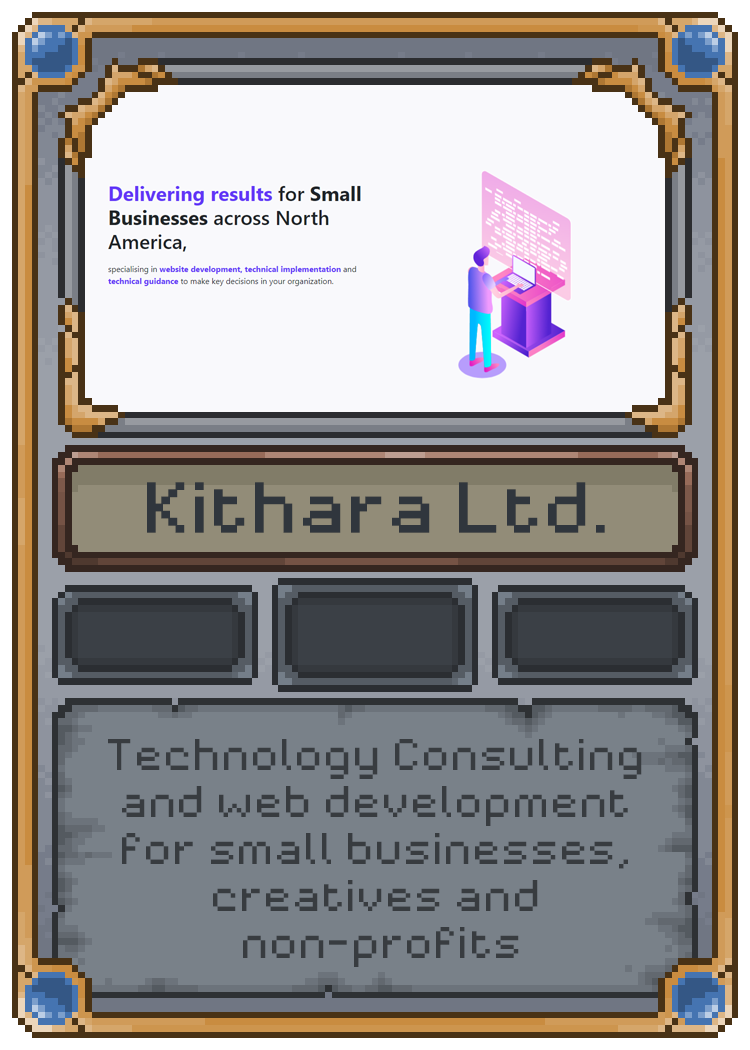 Delivering results for Small
Businesses across North
America,
specialising in website development, technical implementation and
technical guidance to make key decisions in your organization.
Kithara Ltd.
Technology Consulting
and web development
for small businesses,
creatives and
non-profits